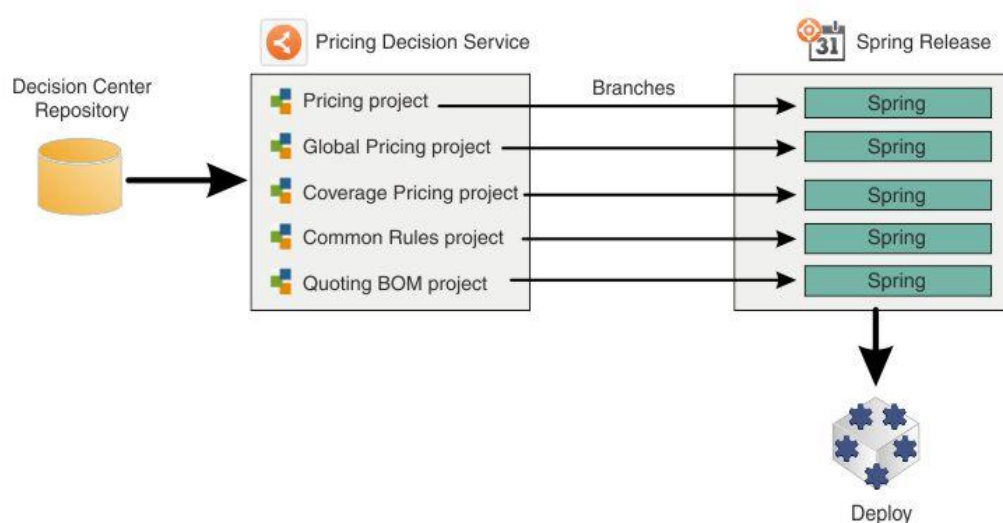 Pricing Decision Service
31
Spring Release
Decision Center
Repository
Branches
Pricing project
Spring
Global Pricing project
Spring
Coverage Pricing project
Spring
Common Rules project
Spring
Quoting BOM project
Spring
Deploy